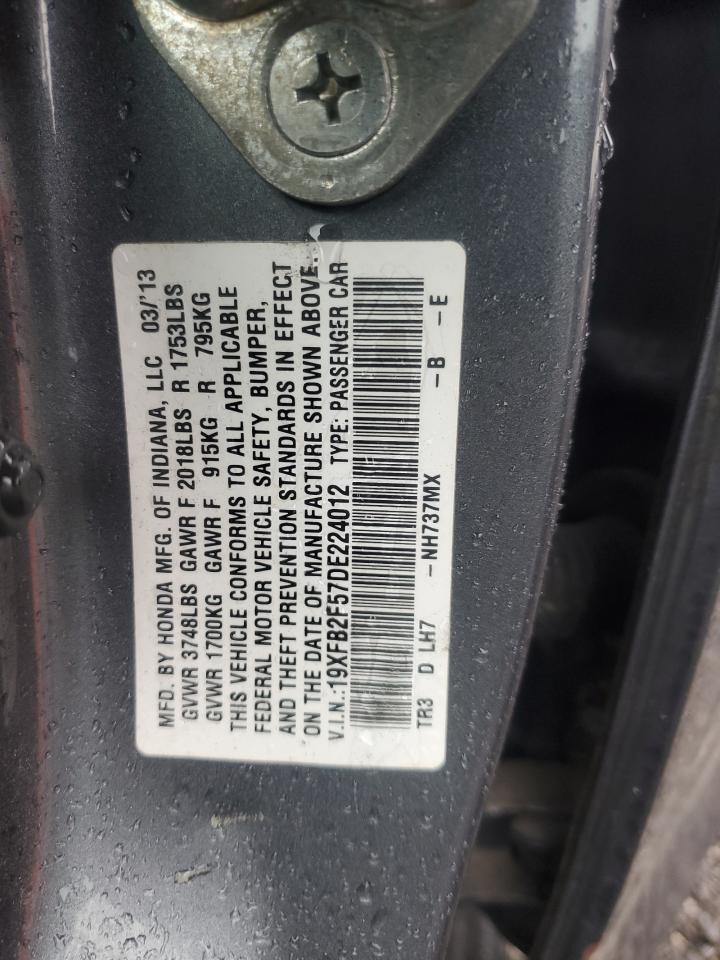 MFD. BY HONDA MFG. OF INDIANA, LLC 03/'13
GVWR 3748LBS GAWR F 2018LBS R 1753LBS
GVWR 1700KG GAWR F 915KG R 795KG
THIS VEHICLE CONFORMS TO ALL APPLICABLE
FEDERAL MOTOR VEHICLE SAFETY, BUMPER,
AND THEFT PREVENTION STANDARDS IN EFFECT
ON THE DATE OF MANUFACTURE SHOWN ABOVE.
V.I.N.:19XFB2F57DE224012 TYPE: PASSENGER CAR
TR3 D LH7 -NH737MX -B -E